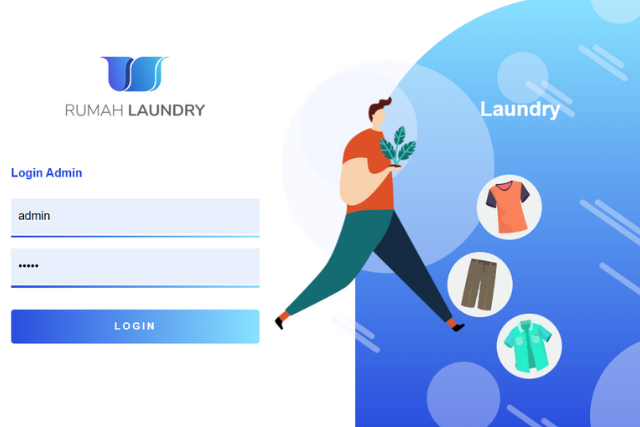 RUMAH LAUNDRY
Login Admin
admin
•••••
LOGIN
Laundry